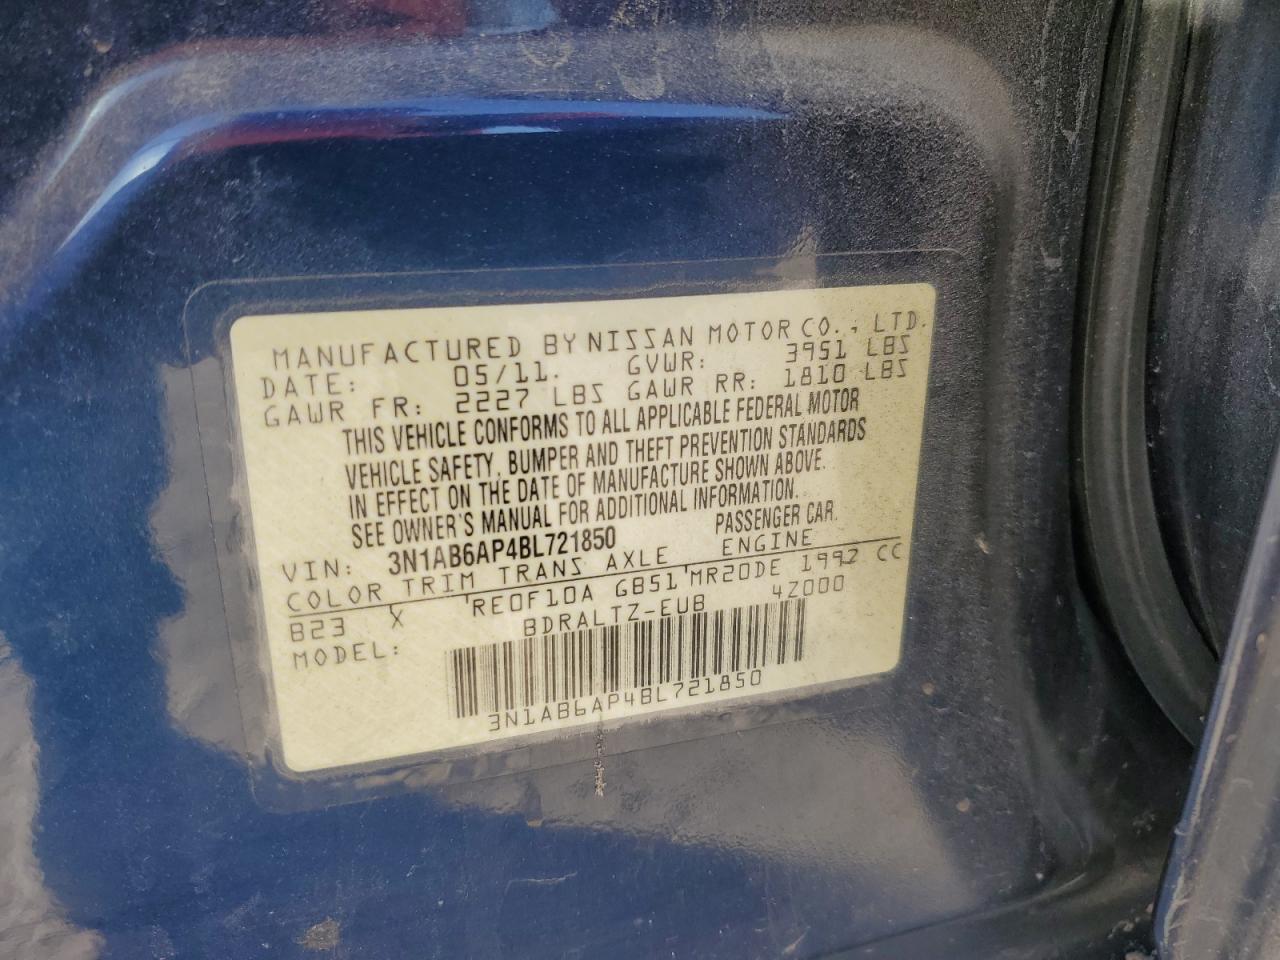 MANUFACTURED BY NISSAN MOTOR CO., LTD.
DATE: 05/11. GVWR: 3951 LBS
GAWR FR: 2227 LBS GAWR RR: 1810 LBS
THIS VEHICLE CONFORMS TO ALL APPLICABLE FEDERAL MOTOR
VEHICLE SAFETY, BUMPER AND THEFT PREVENTION STANDARDS
IN EFFECT ON THE DATE OF MANUFACTURE SHOWN ABOVE.
SEE OWNER'S MANUAL FOR ADDITIONAL INFORMATION.
VIN: 3N1AB6AP4BL721850 PASSENGER CAR.
COLOR TRIM TRANS AXLE ENGINE
B23 X RE0F10A GB51 MR20DE 1997 CC
MODEL: BDRALTZ-EUB 4Z000
3N1AB6AP4BL721850